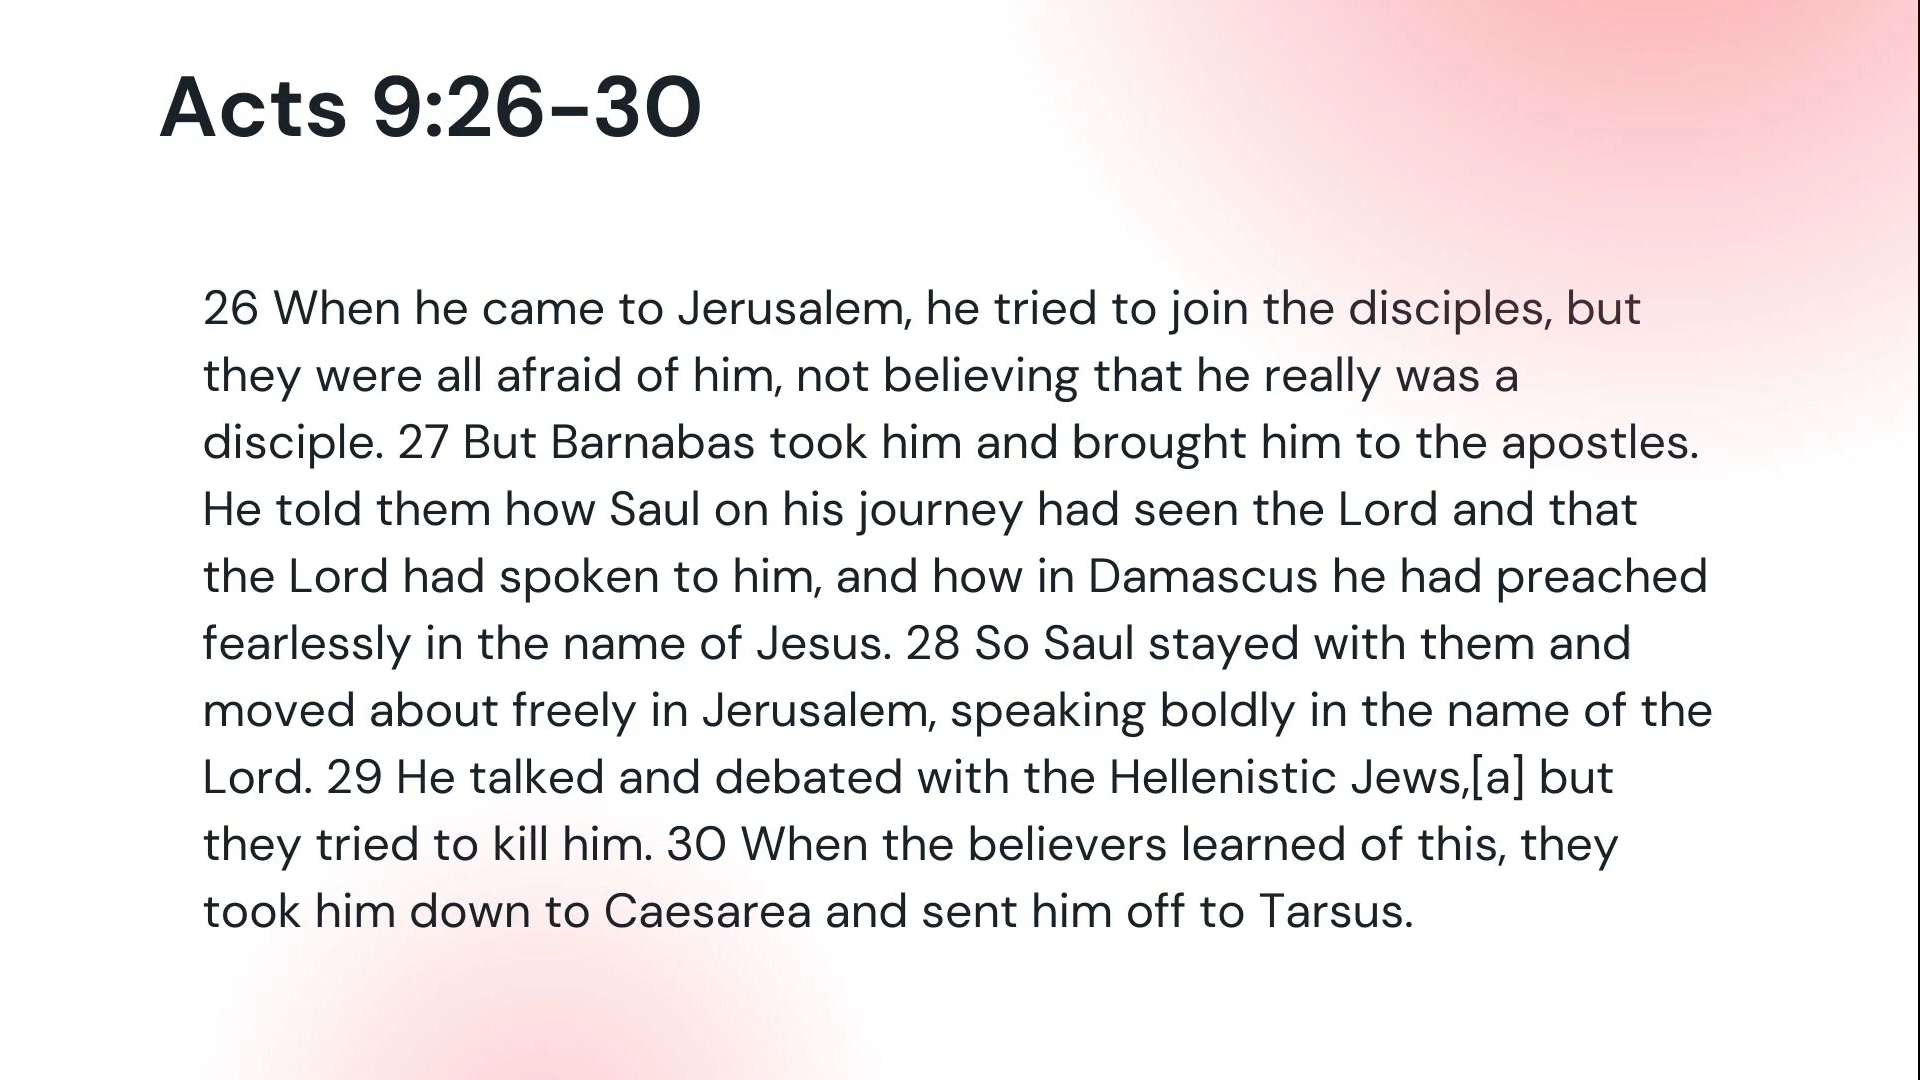 Acts 9:26–30
26 When he came to Jerusalem, he tried to join the disciples, but
they were all afraid of him, not believing that he really was a
disciple. 27 But Barnabas took him and brought him to the apostles.
He told them how Saul on his journey had seen the Lord and that
the Lord had spoken to him, and how in Damascus he had preached
fearlessly in the name of Jesus. 28 So Saul stayed with them and
moved about freely in Jerusalem, speaking boldly in the name of the
Lord. 29 He talked and debated with the Hellenistic Jews,[a] but
they tried to kill him. 30 When the believers learned of this, they
took him down to Caesarea and sent him off to Tarsus.